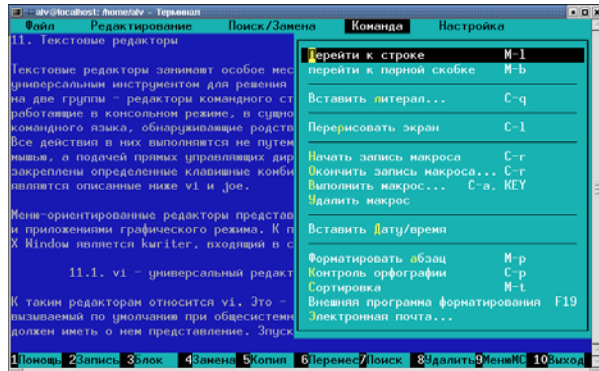 alv@localhost: /home/alv - Терминал
Файл Редактирование Поиск/Замена Команда Настройка
11. Текстовые редакторы
Текстовые редакторы занимают особое мес
универсальным инструментом для решения
на две группы - редакторы командного ст
работающие в консольном режиме, в сущно
командного языка, обнаруживающие родств
Все действия в них выполняются не путем
мышью, а подачей прямых управляющих дир
закреплены определенные клавишные комби
являются описанные ниже vi и joe.
Меню-ориентированные редакторы представ
и приложениями графического режима. К п
X Window является kwriter, входящий в с
11.1. vi - универсальный редакт
К таким редакторам относится vi. Это -
вызываемый по умолчанию при общесистемн
должен иметь о нем представление. Зпуск
Перейти к строке M-l
перейти к парной скобке M-b
Вставить литерал... C-q
Перерисовать экран C-l
Начать запись макроса C-r
Окончить запись макроса... C-r
Выполнить макрос... C-a, KEY
Удалить макрос
Вставить Дату/время
Форматировать абзац M-p
Контроль орфографии C-p
Сортировка M-t
Внешняя программа форматирования F19
Электронная почта...
1Помощь 2Запись 3Блок 4Замена 5Копия 6Перемес 7Поиск 8Удалить 9МенюMC 10Выход